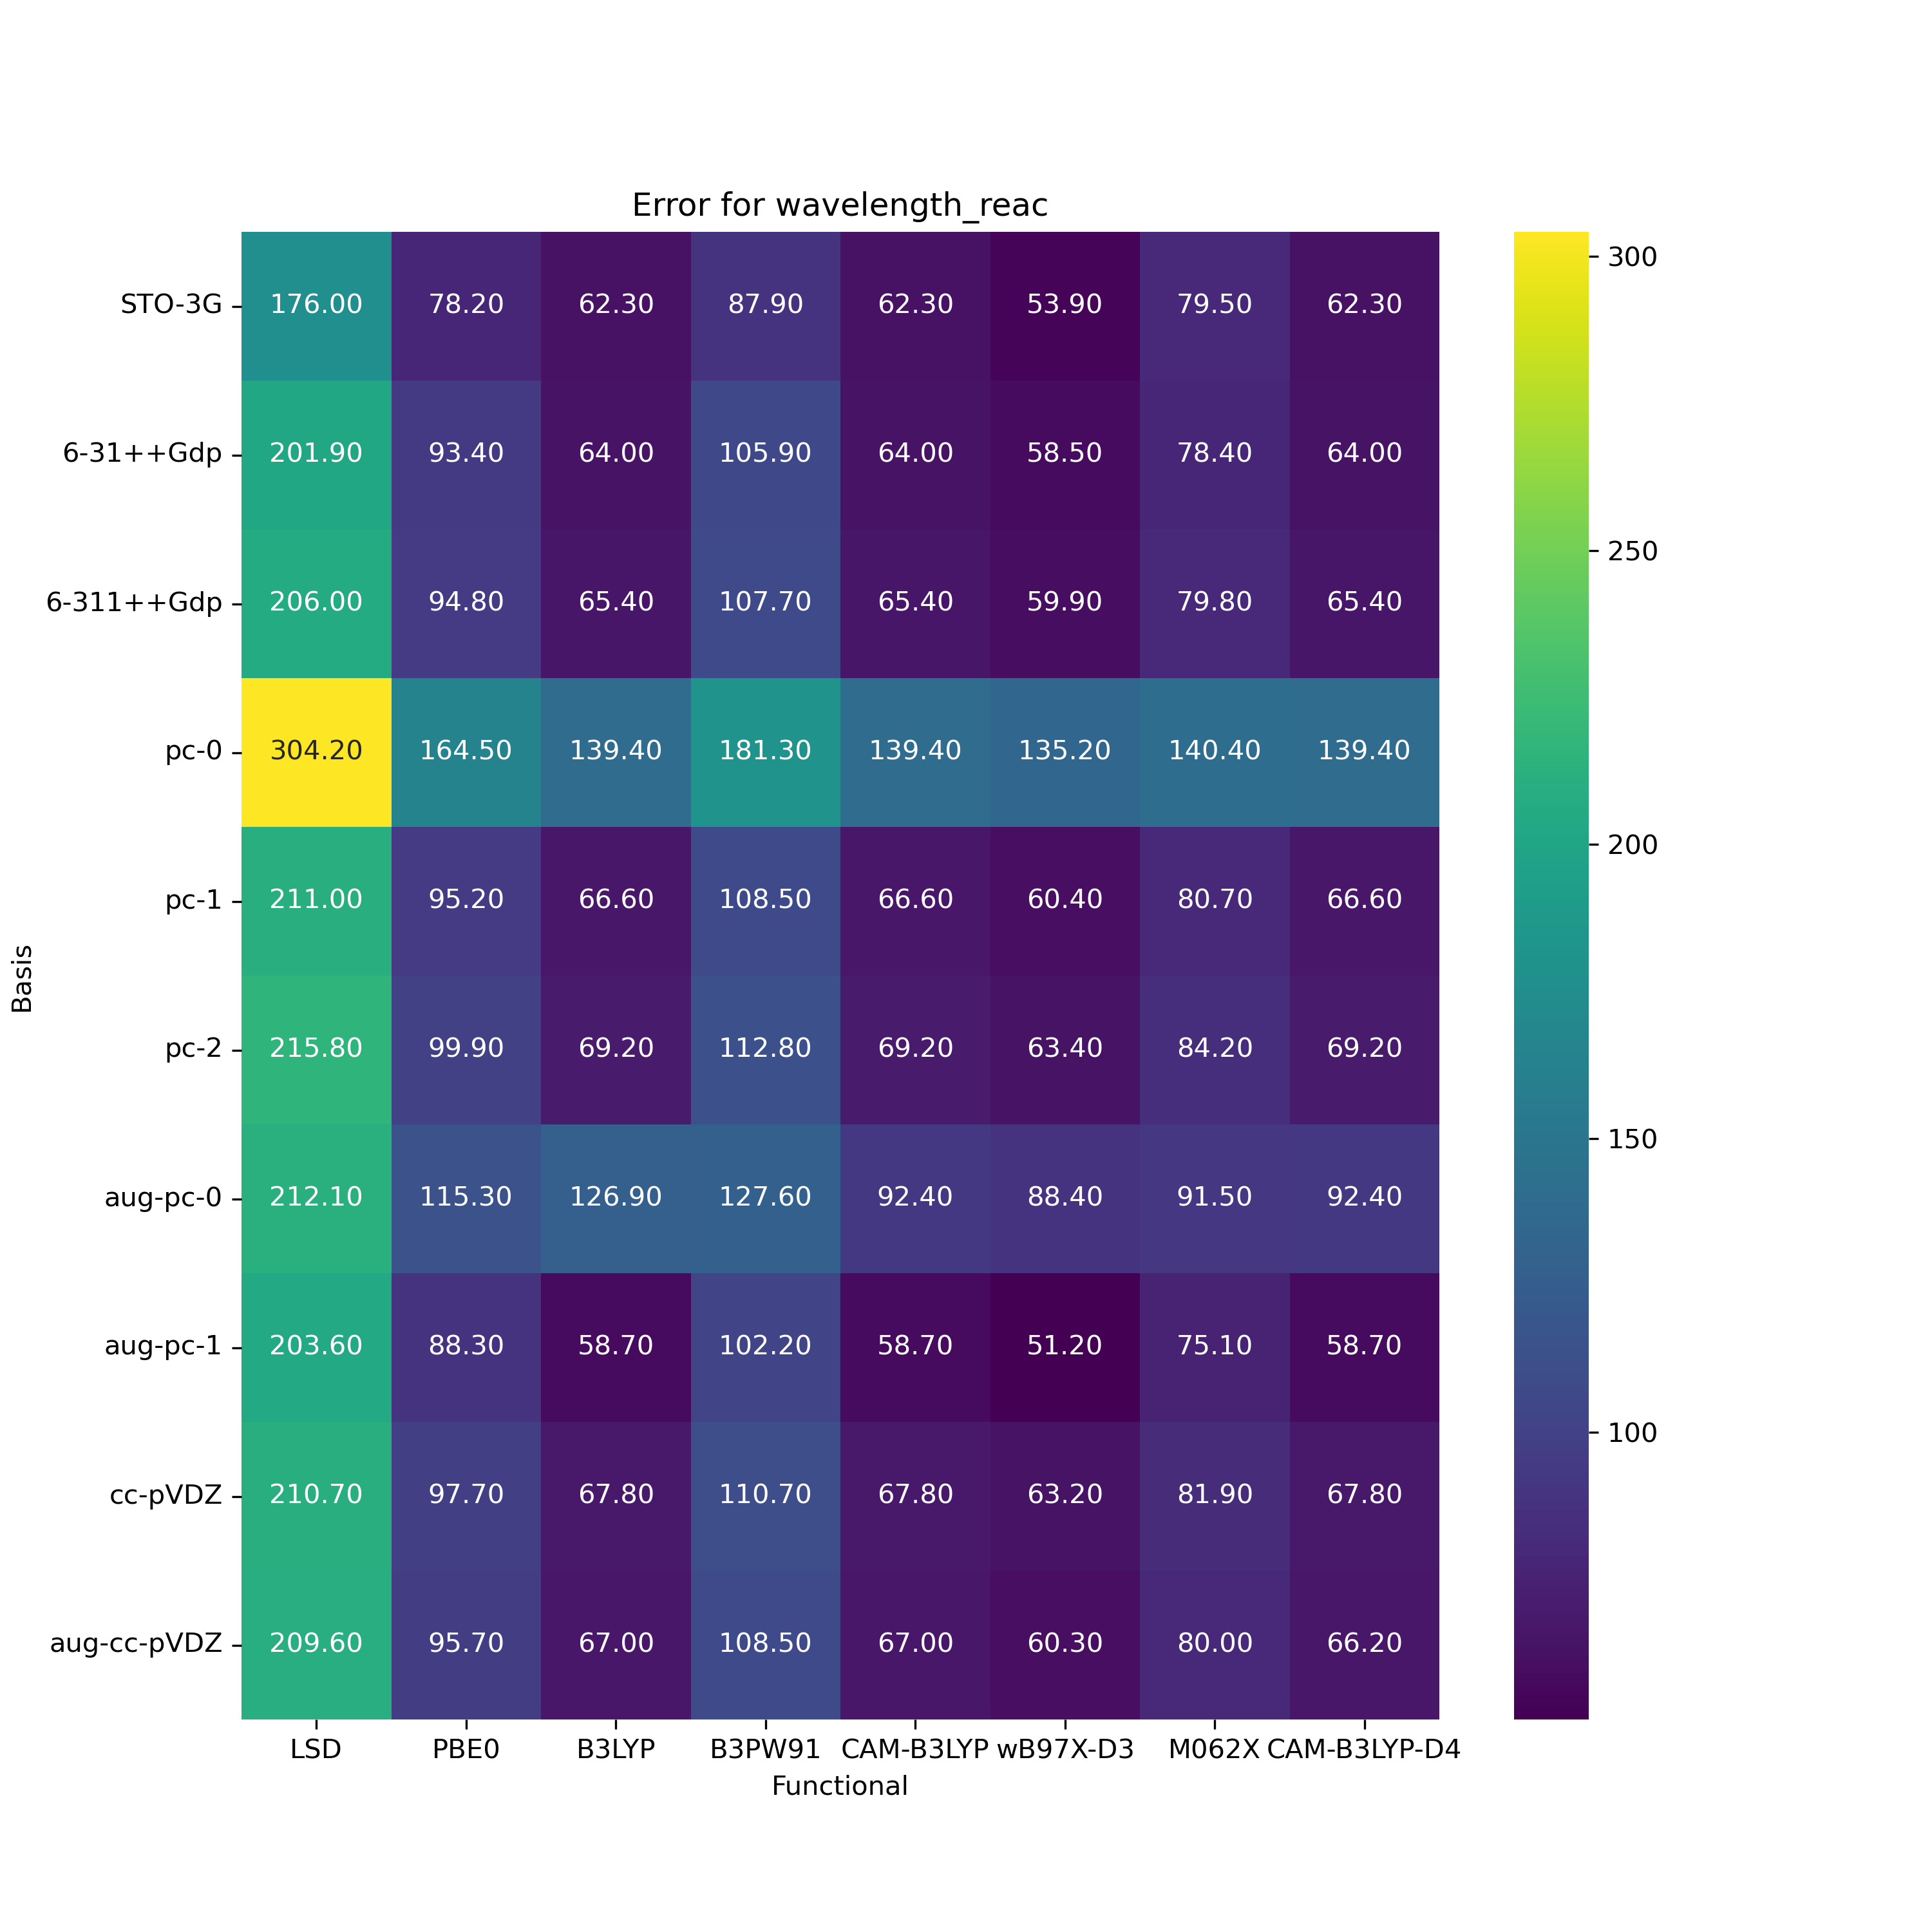 Error for wavelength_reac
STO-3G 176.00 78.20 62.30 87.90 62.30 53.90 79.50 62.30
6-31++Gdp 201.90 93.40 64.00 105.90 64.00 58.50 78.40 64.00
6-311++Gdp 206.00 94.80 65.40 107.70 65.40 59.90 79.80 65.40
pc-0 304.20 164.50 139.40 181.30 139.40 135.20 140.40 139.40
pc-1 211.00 95.20 66.60 108.50 66.60 60.40 80.70 66.60
pc-2 215.80 99.90 69.20 112.80 69.20 63.40 84.20 69.20
aug-pc-0 212.10 115.30 126.90 127.60 92.40 88.40 91.50 92.40
aug-pc-1 203.60 88.30 58.70 102.20 58.70 51.20 75.10 58.70
cc-pVDZ 210.70 97.70 67.80 110.70 67.80 63.20 81.90 67.80
aug-cc-pVDZ 209.60 95.70 67.00 108.50 67.00 60.30 80.00 66.20
LSD PBE0 B3LYP B3PW91 CAM-B3LYP wB97X-D3 M062X CAM-B3LYP-D4
Functional
Basis
300
250
200
150
100